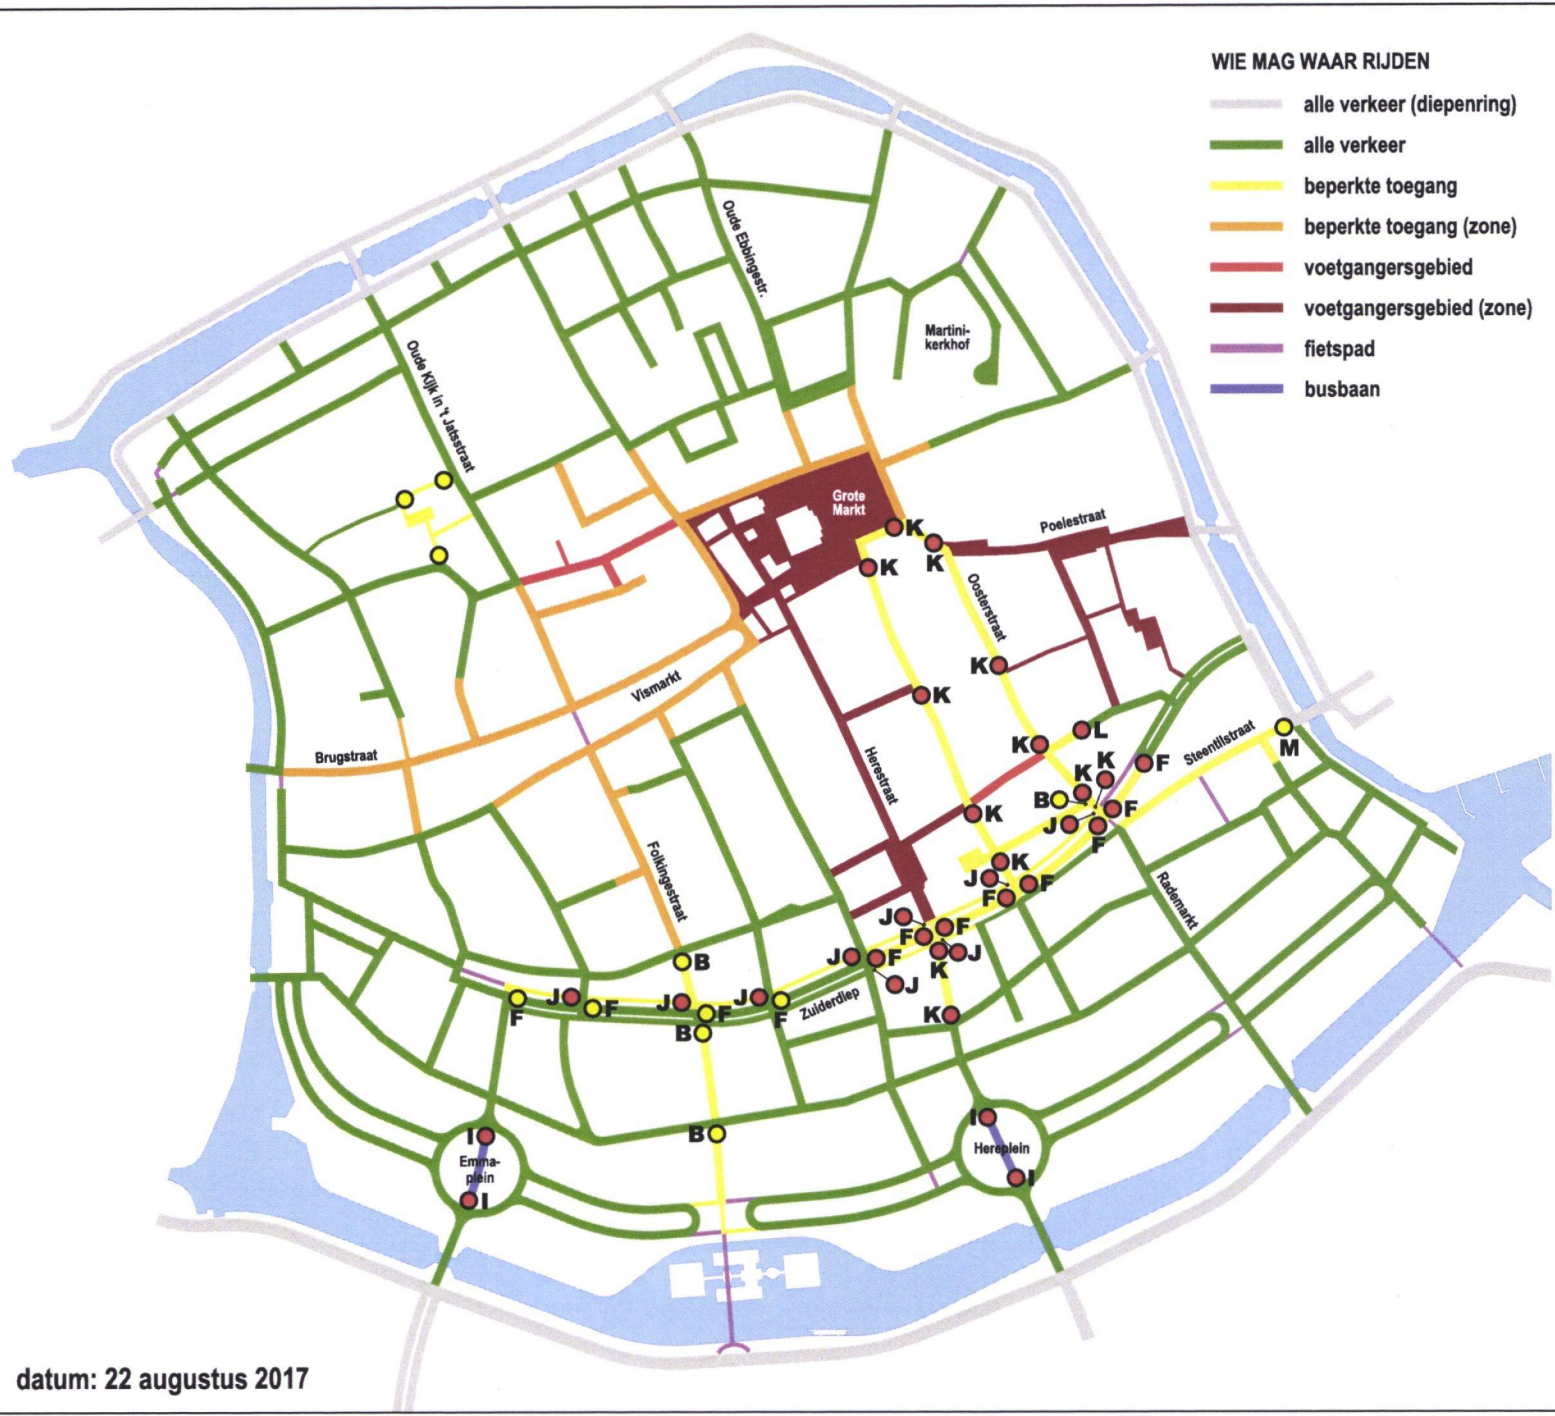 WIE MAG WAAR RIJDEN
alle verkeer (diepenring)
alle verkeer
beperkte toegang
beperkte toegang (zone)
voetgangersgebied
voetgangersgebied (zone)
fietspad
busbaan
Oude Ebbingestr.
Martini-
kerkhof
Oude Kijk in 't Jatsstraat
Grote
Markt
Poelestraat
K
K
K
Oosterstraat
K
K
Vismarkt
Brugstraat
Herestraat
Steentilstraat
L
M
K
K
K
F
B
F
J
F
K
Folkingestraat
Rademarkt
K
J
F
F
J
F
F
J
K
B
J
F
J
Zuiderdiep
J
F
J
F
J
F
J
F
B
K
B
I
Emma-
plein
I
I
Hereplein
I
datum: 22 augustus 2017